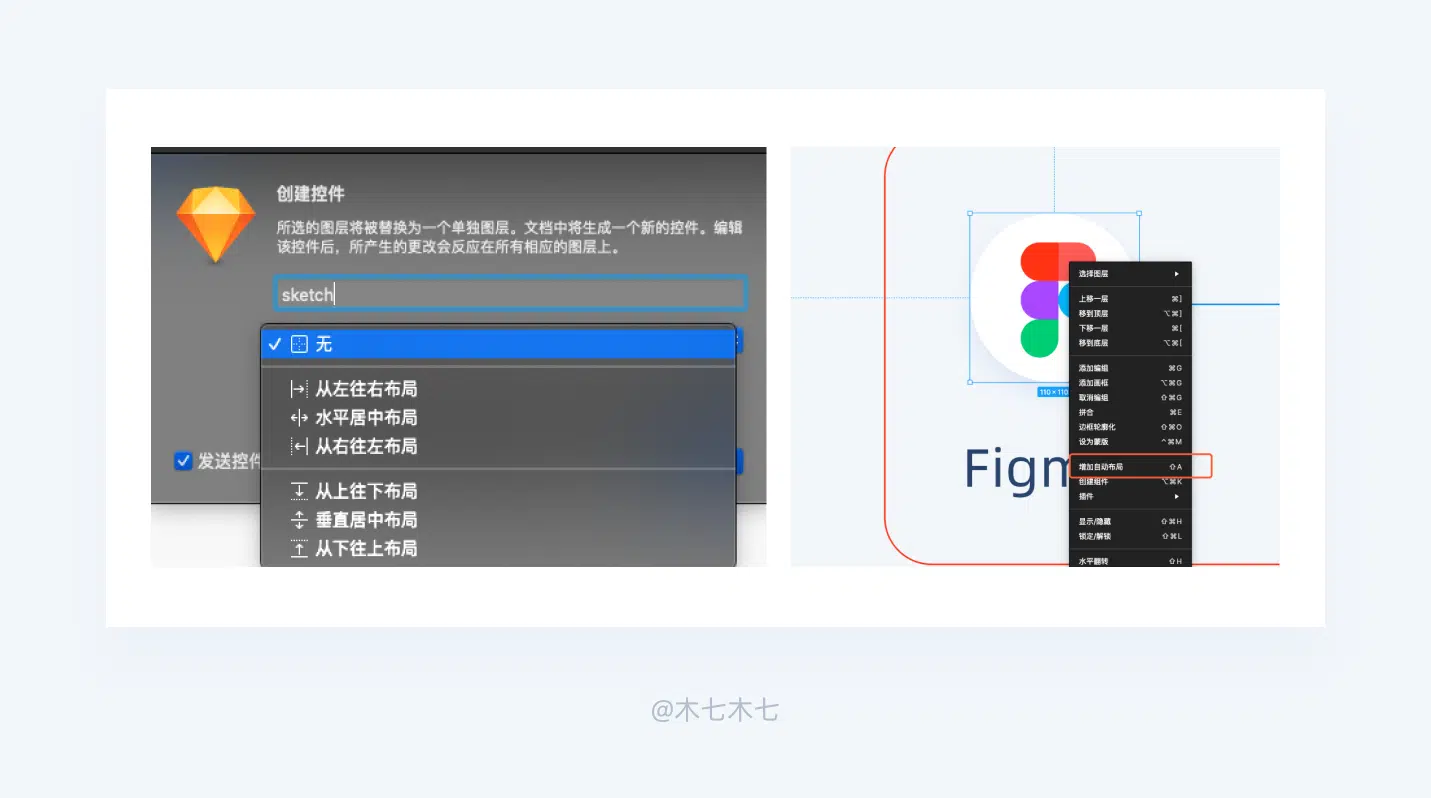 创建控件
所选的图层将被替换为一个单独图层。文档中将生成一个新的控件。编辑
该控件后，所产生的更改会反应在所有相应的图层上。
sketch
无
从左往右布局
水平居中布局
从右往左布局
发送控件
从上往下布局
垂直居中布局
从下往上布局
选择图层
上移一层 ⌘]
移到顶层 ⌥⌘]
下移一层 ⌘[
移到底层 ⌥⌘[
添加编组 ⌘G
添加画框 ⌥⌘G
取消编组 ⇧⌘G
拼合 ⌘E
边框轮廓化 ⇧⌘O
设为蒙版 ^⌘M
增加自动布局 ⇧A
创建组件 ⌥⌘K
插件
显示/隐藏 ⇧⌘H
锁定/解锁 ⇧⌘L
水平翻转 ⇧H
110×110
Figm
@木七木七